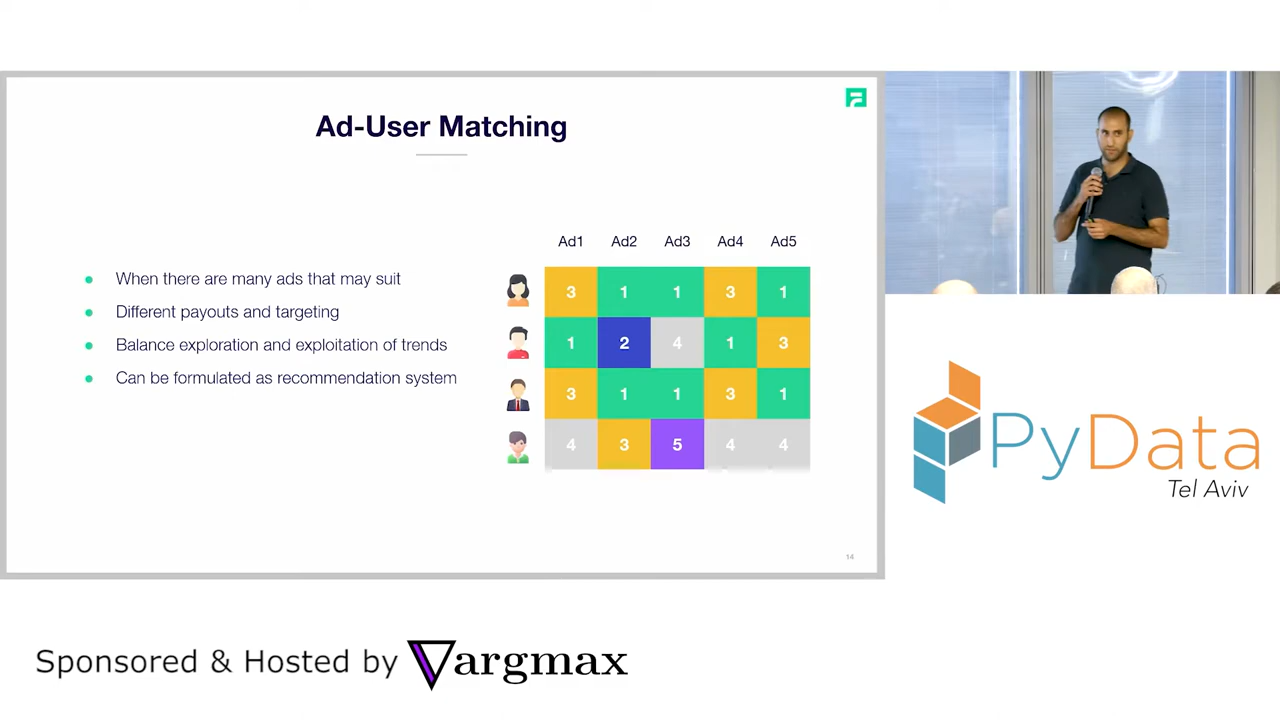 Ad-User Matching
When there are many ads that may suit
Different payouts and targeting
Balance exploration and exploitation of trends
Can be formulated as recommendation system
Ad1 Ad2 Ad3 Ad4 Ad5
3 1 1 3 1
1 2 4 1 3
3 1 1 3 1
4 3 5 4 4
14
PyData
Tel Aviv
Sponsored & Hosted by argmax